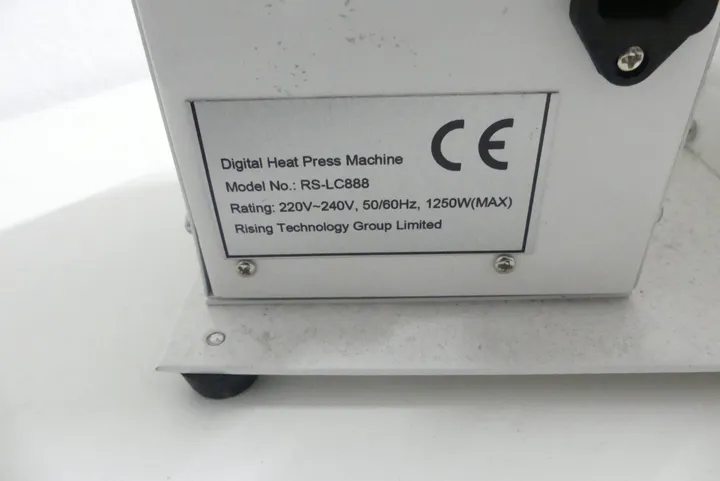 CE
Digital Heat Press Machine
Model No.: RS-LC888
Rating: 220V~240V, 50/60Hz, 1250W(MAX)
Rising Technology Group Limited